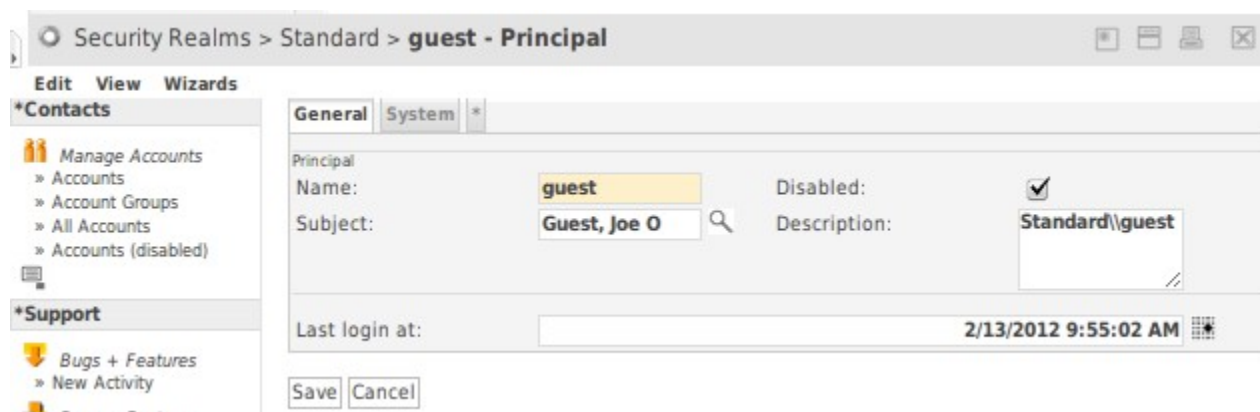 Security Realms > Standard > guest - Principal
Edit View Wizards
*Contacts
Manage Accounts
» Accounts
» Account Groups
» All Accounts
» Accounts (disabled)
*Support
Bugs + Features
» New Activity
General System *
Principal
Name: guest Disabled:
Subject: Guest, Joe O Description: Standard\\guest
Last login at: 2/13/2012 9:55:02 AM
Save Cancel